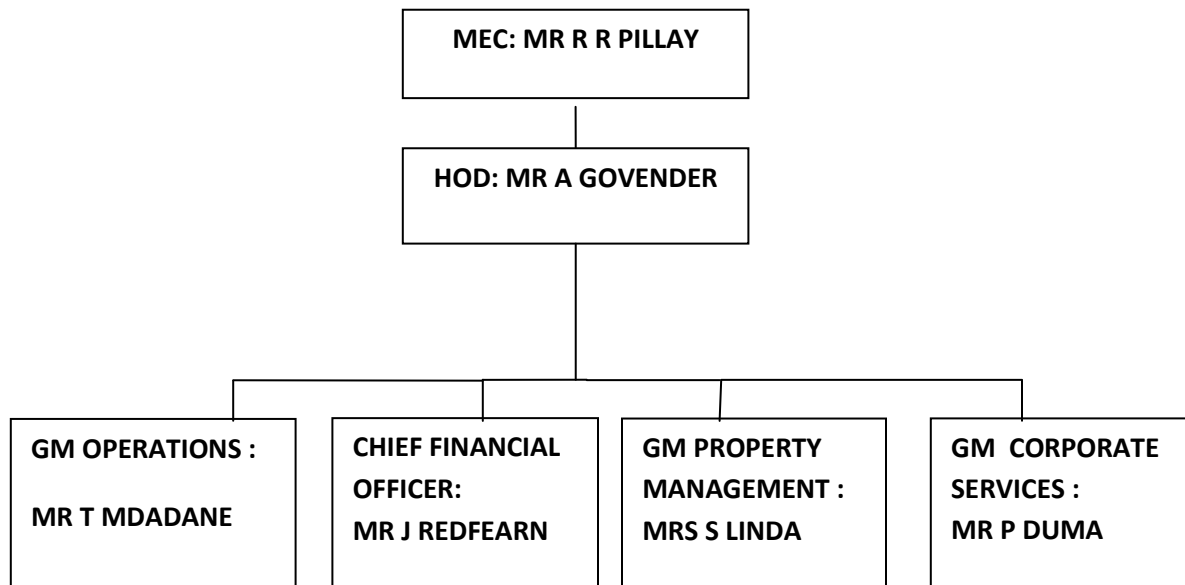 MEC: MR R R PILLAY
HOD: MR A GOVENDER
GM OPERATIONS :
MR T MDADANE
CHIEF FINANCIAL
OFFICER:
MR J REDFEARN
GM PROPERTY
MANAGEMENT :
MRS S LINDA
GM  CORPORATE
SERVICES :
MR P DUMA